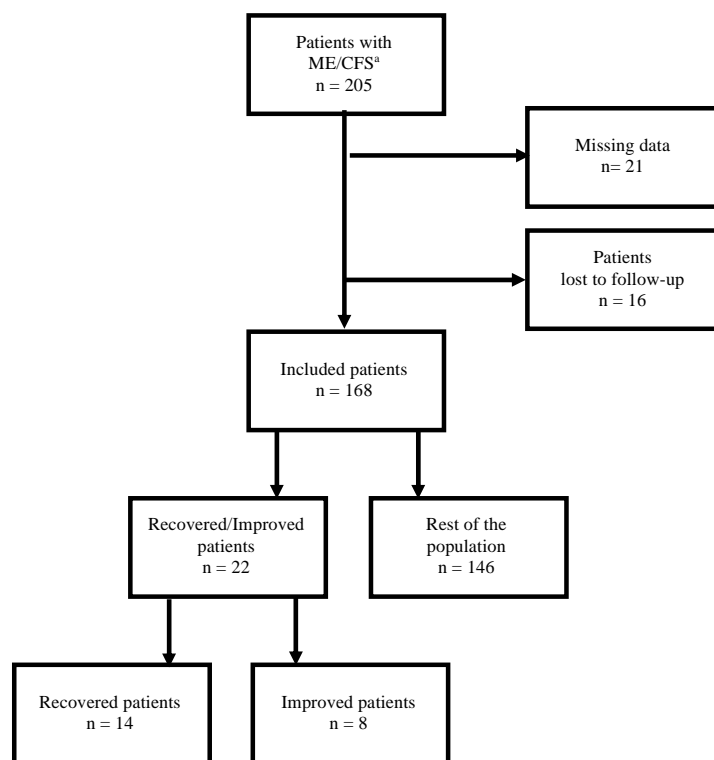 Patients with
ME/CFSᵃ
n = 205
Missing data
n= 21
Patients
lost to follow-up
n = 16
Included patients
n = 168
Recovered/Improved
patients
n = 22
Rest of the
population
n = 146
Recovered patients
n = 14
Improved patients
n = 8